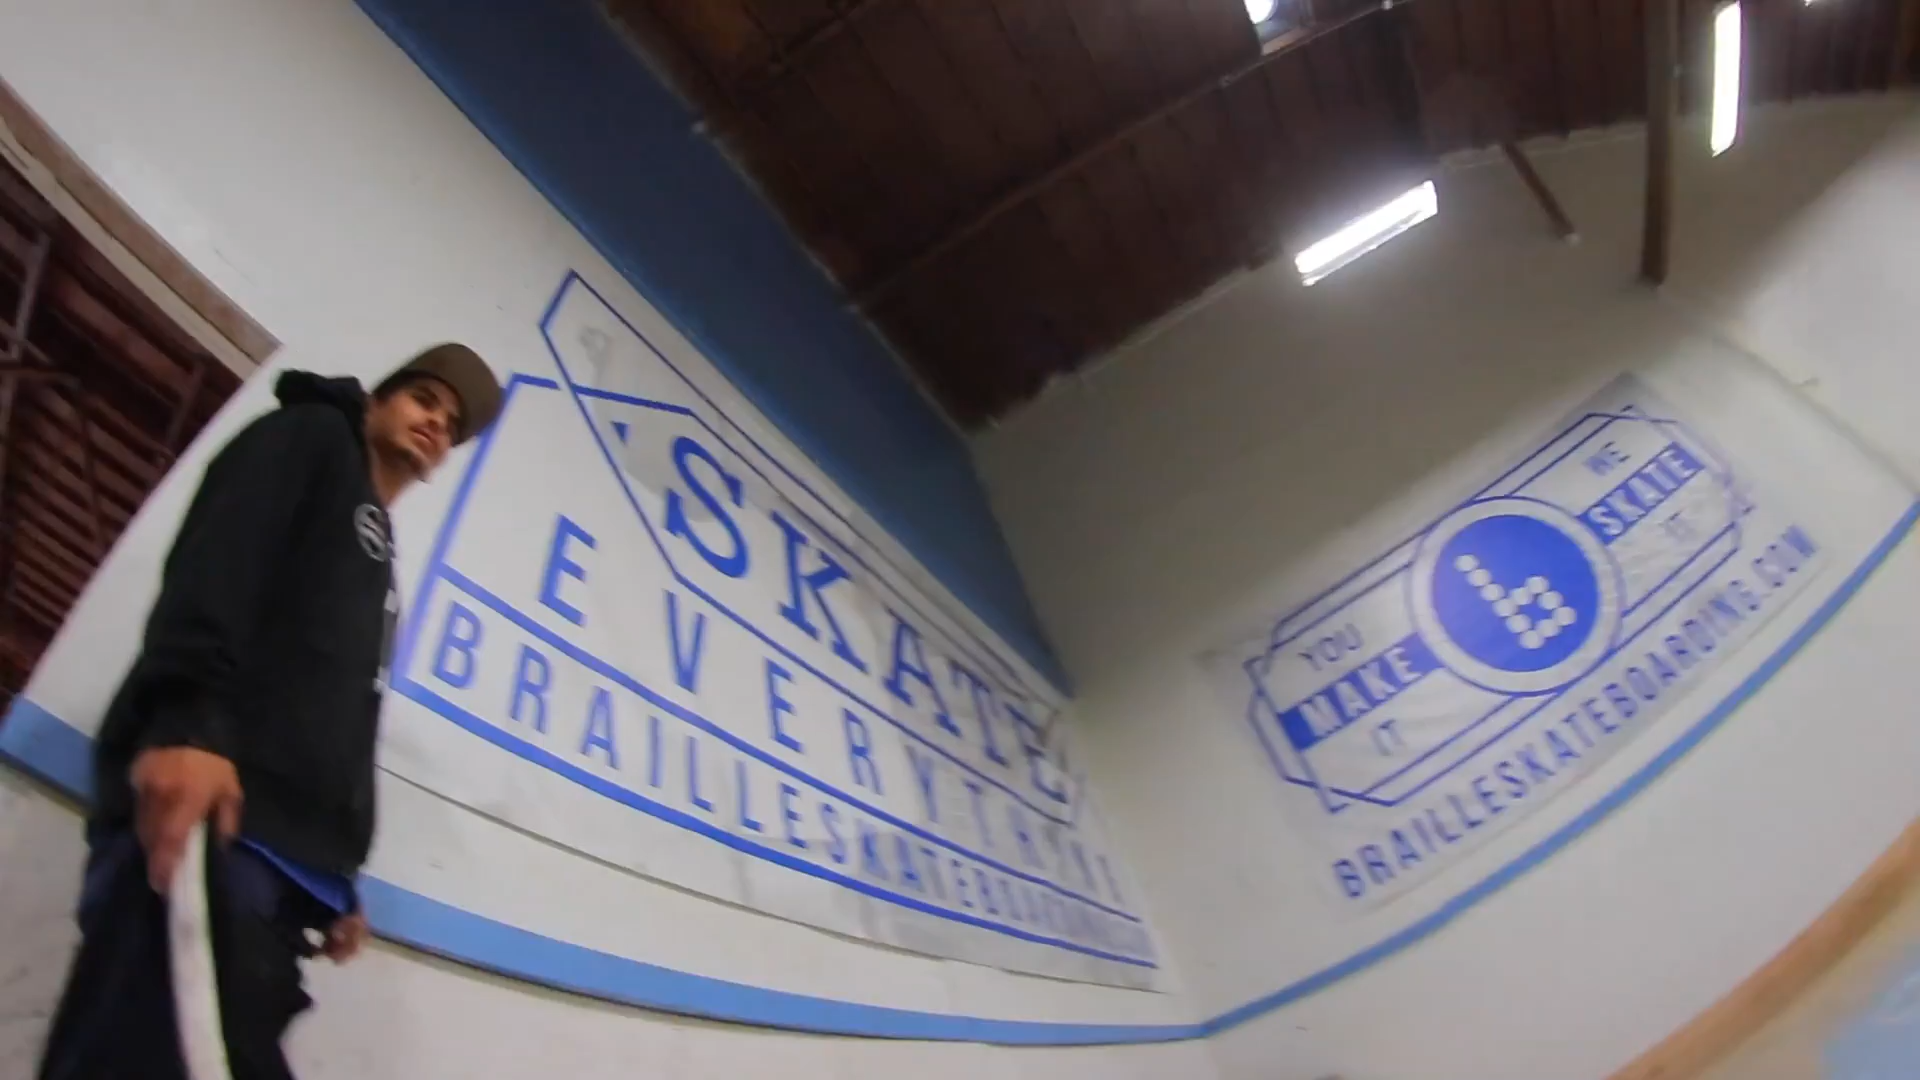 SKATE
EVERYTHING
BRAILLESKATEBOARDING.COM
YOU
MAKE
IT
b
WE
SKATE
IT
BRAILLESKATEBOARDING.COM